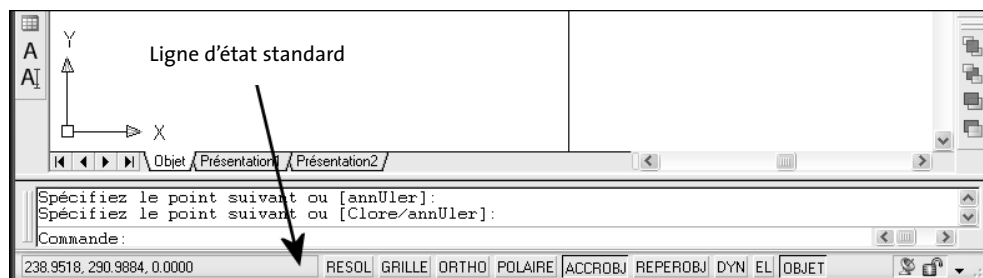 A
AI
Y
Ligne d'état standard
X
Objet Présentation1 Présentation2
Spécifiez le point suivant ou [annUler]:
Spécifiez le point suivant ou [Clore/annUler]:
Commande:
238.9518, 290.9884, 0.0000 RESOL GRILLE ORTHO POLAIRE ACCROBJ REPEROBJ DYN EL OBJET